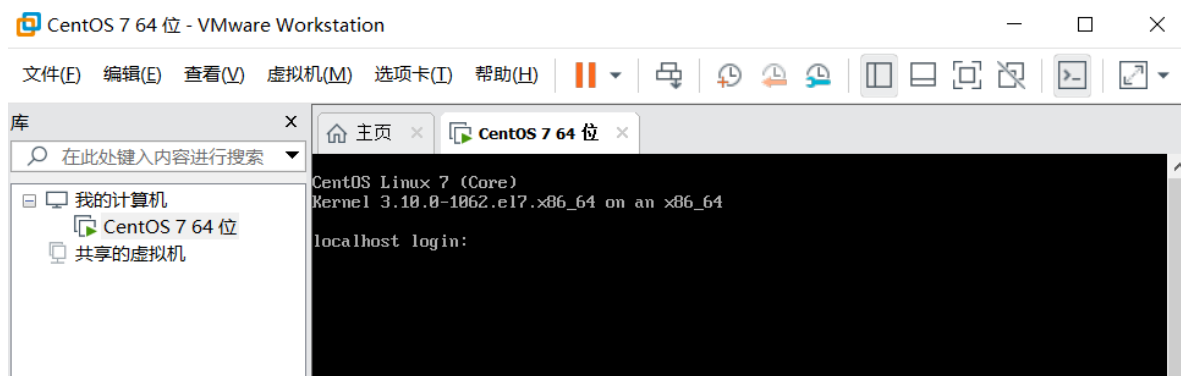 CentOS 7 64 位 - VMware Workstation
文件(F) 编辑(E) 查看(V) 虚拟机(M) 选项卡(T) 帮助(H)
库
在此处键入内容进行搜索
我的计算机
CentOS 7 64 位
共享的虚拟机
主页
CentOS 7 64 位
CentOS Linux 7 (Core)
Kernel 3.10.0-1062.el7.x86_64 on an x86_64
localhost login: